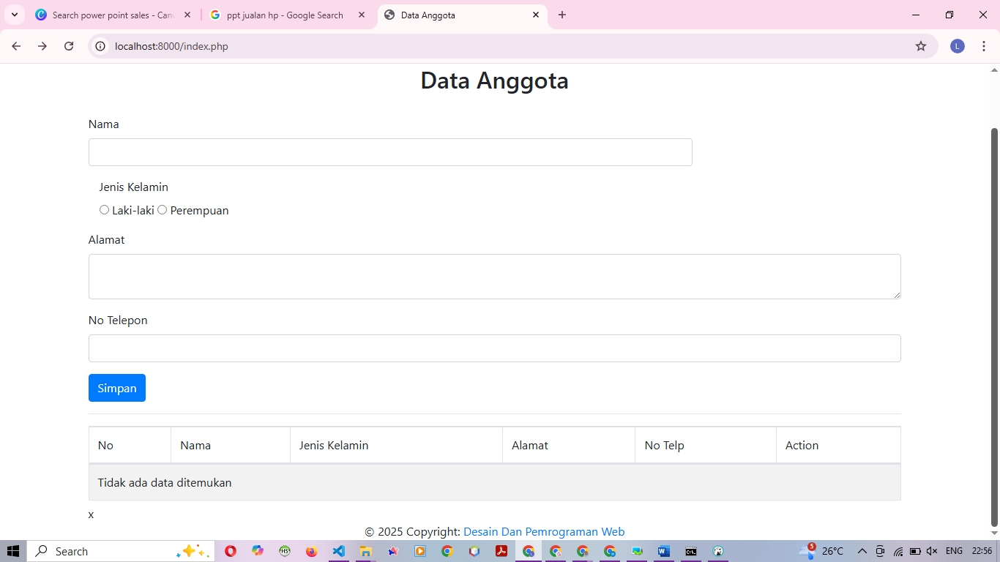 Search power point sales - Can
ppt jualan hp - Google Search
Data Anggota
localhost:8000/index.php
L
Data Anggota
Nama
Jenis Kelamin
Laki-laki Perempuan
Alamat
No Telepon
Simpan
No Nama Jenis Kelamin Alamat No Telp Action
Tidak ada data ditemukan
x
© 2025 Copyright: Desain Dan Pemrograman Web
Search
HS
5
26°C
ENG
22:56